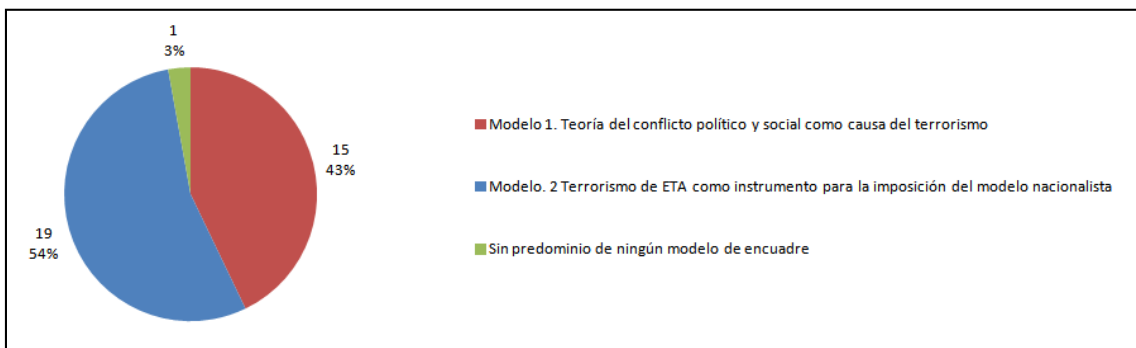 1
3%
15
43%
19
54%
Modelo 1. Teoría del conflicto político y social como causa del terrorismo
Modelo. 2 Terrorismo de ETA como instrumento para la imposición del modelo nacionalista
Sin predominio de ningún modelo de encuadre